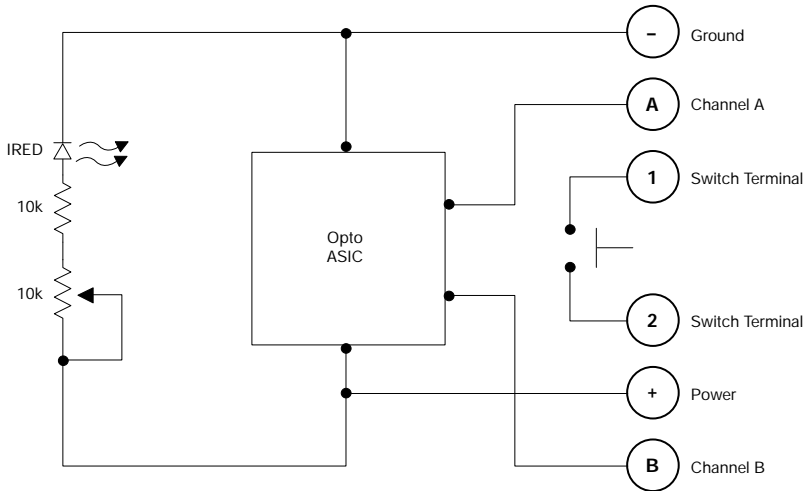 − Ground
A Channel A
IRED
1 Switch Terminal
10k
Opto
ASIC
10k
2 Switch Terminal
+ Power
B Channel B